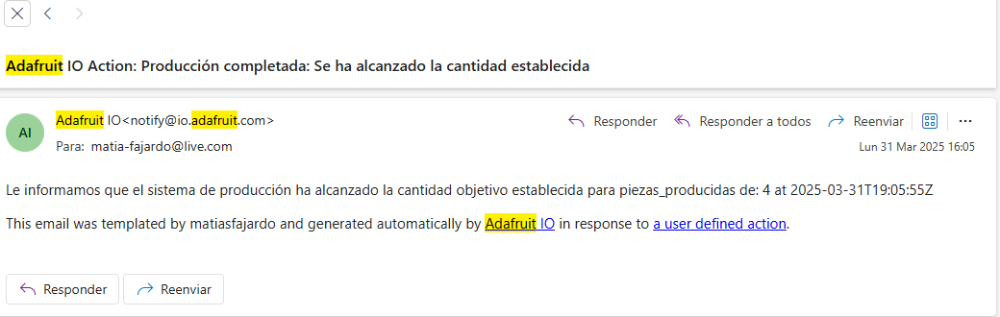 Adafruit IO Action: Producción completada: Se ha alcanzado la cantidad establecida
AI
Adafruit IO<notify@io.adafruit.com>
Responder
Responder a todos
Reenviar
Para: matia-fajardo@live.com
Lun 31 Mar 2025 16:05
Le informamos que el sistema de producción ha alcanzado la cantidad objetivo establecida para piezas_producidas de: 4 at 2025-03-31T19:05:55Z
This email was templated by matiasfajardo and generated automatically by Adafruit IO in response to a user defined action.
Responder
Reenviar